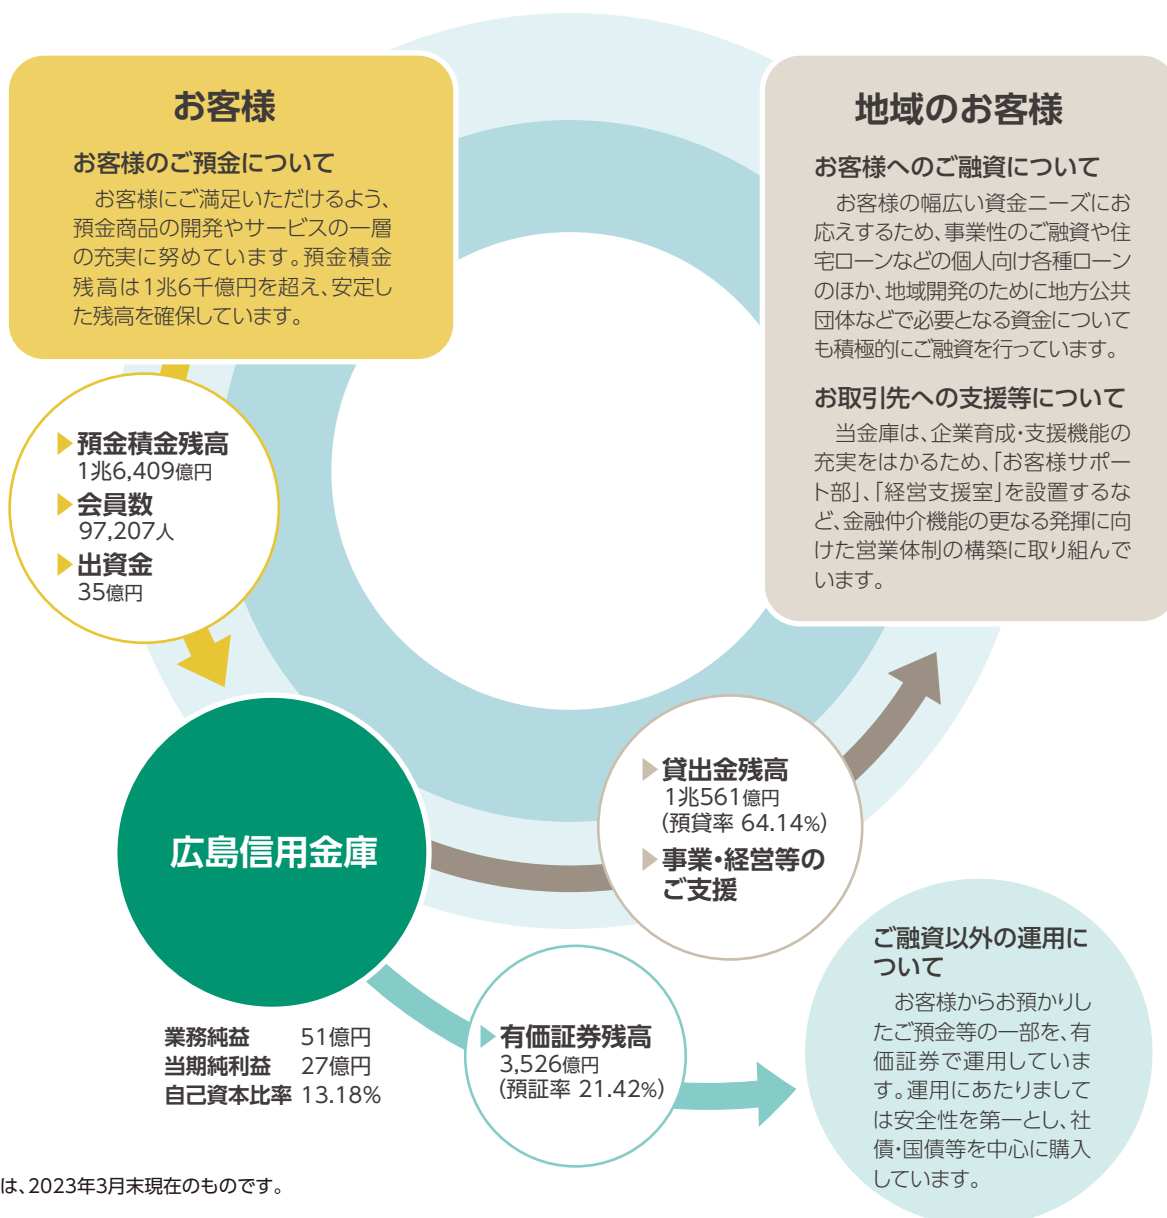 お客様
お客様のご預金について
お客様にご満足いただけるよう、
預金商品の開発やサービスの一層
の充実に努めています。預金積金
残高は1兆6千億円を超え、安定し
た残高を確保しています。
▶預金積金残高
1兆6,409億円
▶会員数
97,207人
▶出資金
35億円
地域のお客様
お客様へのご融資について
お客様の幅広い資金ニーズにお
応えするため、事業性のご融資や住
宅ローンなどの個人向け各種ローン
のほか、地域開発のために地方公共
団体などで必要となる資金について
も積極的にご融資を行っています。
お取引先への支援等について
当金庫は、企業育成・支援機能の
充実をはかるため、「お客様サポー
ト部」、「経営支援室」を設置するな
ど、金融仲介機能の更なる発揮に向
けた営業体制の構築に取り組んで
います。
広島信用金庫
業務純益 51億円
当期純利益 27億円
自己資本比率 13.18%
▶貸出金残高
1兆561億円
(預貸率 64.14%)
▶事業・経営等の
ご支援
▶有価証券残高
3,526億円
(預証率 21.42%)
ご融資以外の運用に
ついて
お客様からお預かりし
たご預金等の一部を、有
価証券で運用していま
す。運用にあたりまして
は安全性を第一とし、社
債・国債等を中心に購入
しています。
は、2023年3月末現在のものです。